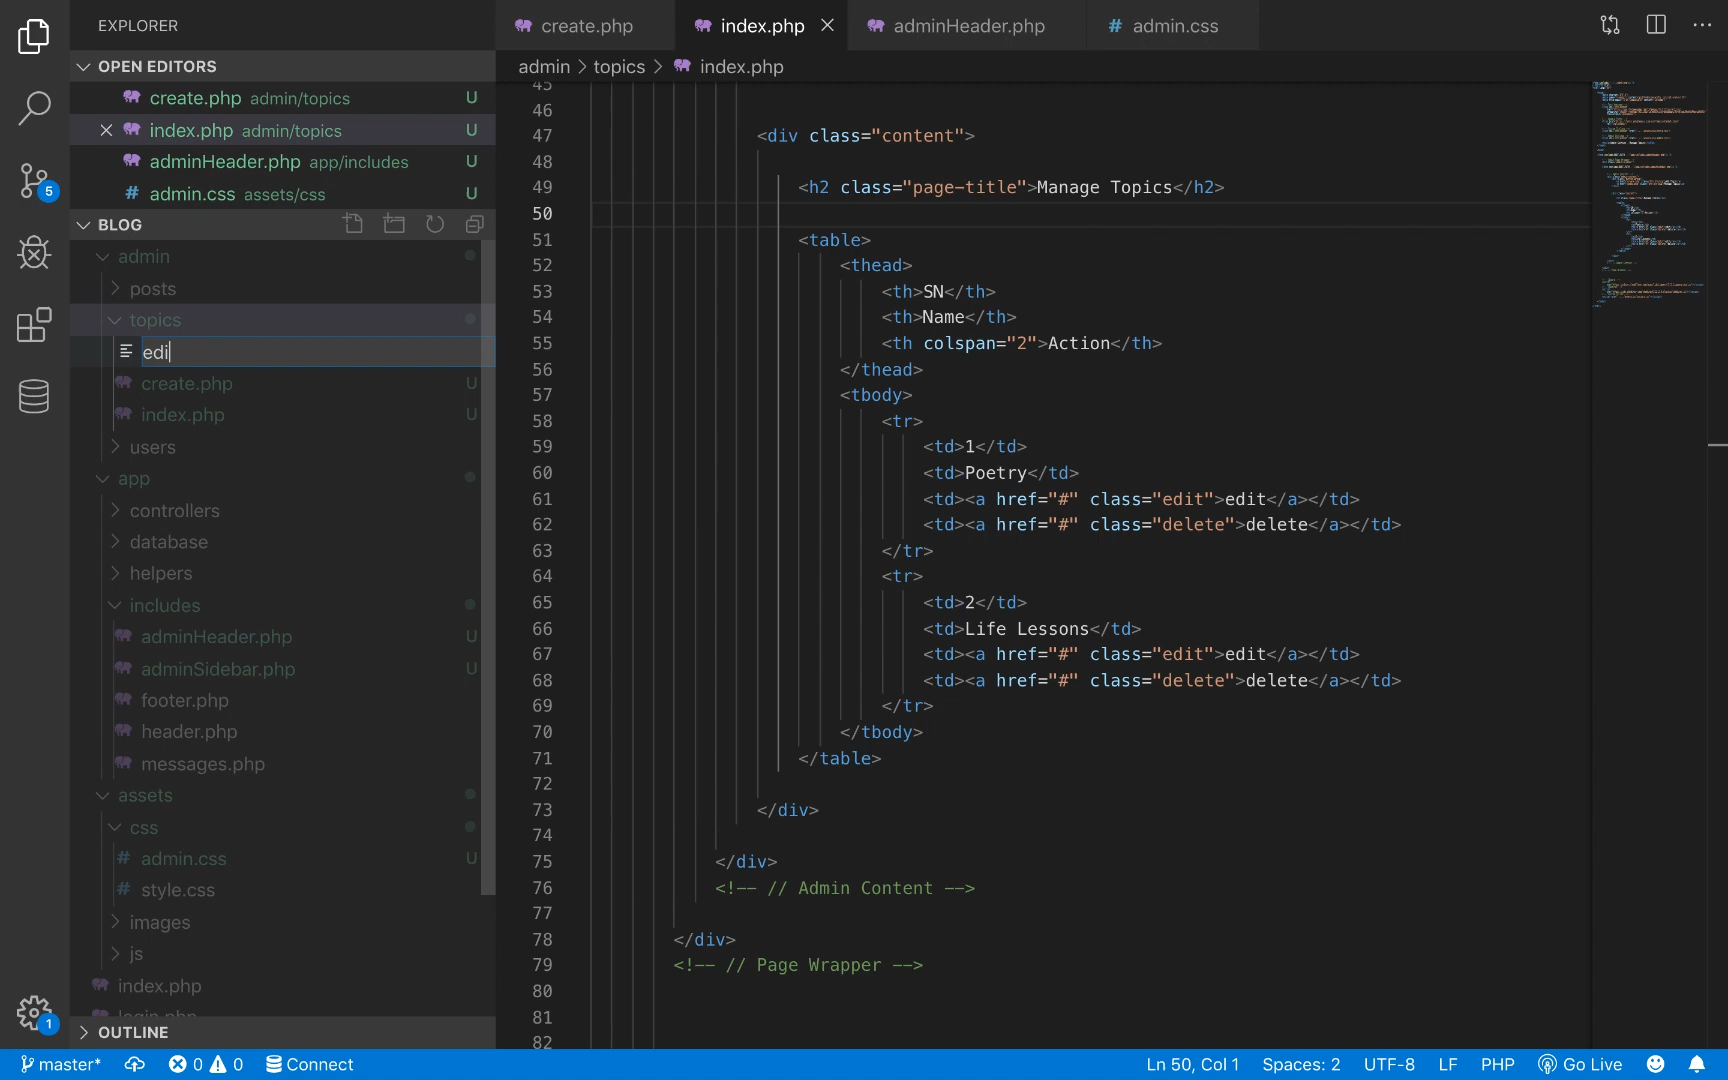 EXPLORER
OPEN EDITORS
create.php admin/topics U
index.php admin/topics U
adminHeader.php app/includes U
# admin.css assets/css U
5
BLOG
admin
posts
topics
edi
create.php U
index.php U
users
app
controllers
database
helpers
includes
adminHeader.php U
adminSidebar.php U
footer.php
header.php
messages.php
assets
css
# admin.css U
# style.css
images
js
index.php
login.php
OUTLINE
1
create.php
index.php
adminHeader.php
# admin.css
admin > topics > index.php
45
46
47 <div class="content">
48
49 <h2 class="page-title">Manage Topics</h2>
50
51 <table>
52 <thead>
53 <th>SN</th>
54 <th>Name</th>
55 <th colspan="2">Action</th>
56 </thead>
57 <tbody>
58 <tr>
59 <td>1</td>
60 <td>Poetry</td>
61 <td><a href="#" class="edit">edit</a></td>
62 <td><a href="#" class="delete">delete</a></td>
63 </tr>
64 <tr>
65 <td>2</td>
66 <td>Life Lessons</td>
67 <td><a href="#" class="edit">edit</a></td>
68 <td><a href="#" class="delete">delete</a></td>
69 </tr>
70 </tbody>
71 </table>
72
73 </div>
74
75 </div>
76 <!-- // Admin Content -->
77
78 </div>
79 <!-- // Page Wrapper -->
80
81
82
master* 0 0 Connect Ln 50, Col 1 Spaces: 2 UTF-8 LF PHP Go Live